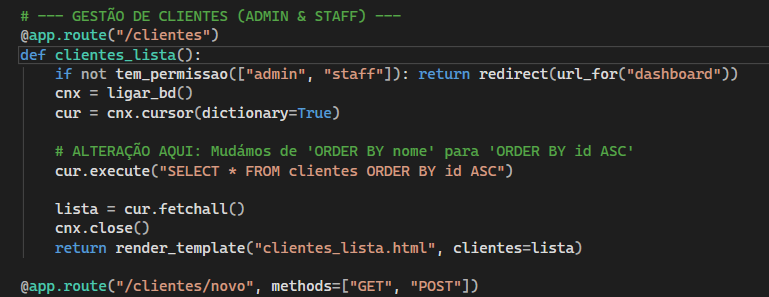 # --- GESTÃO DE CLIENTES (ADMIN & STAFF) ---
@app.route("/clientes")
def clientes_lista():
    if not tem_permissao(["admin", "staff"]): return redirect(url_for("dashboard"))
    cnx = ligar_bd()
    cur = cnx.cursor(dictionary=True)

    # ALTERAÇÃO AQUI: Mudámos de 'ORDER BY nome' para 'ORDER BY id ASC'
    cur.execute("SELECT * FROM clientes ORDER BY id ASC")

    lista = cur.fetchall()
    cnx.close()
    return render_template("clientes_lista.html", clientes=lista)

@app.route("/clientes/novo", methods=["GET", "POST"])